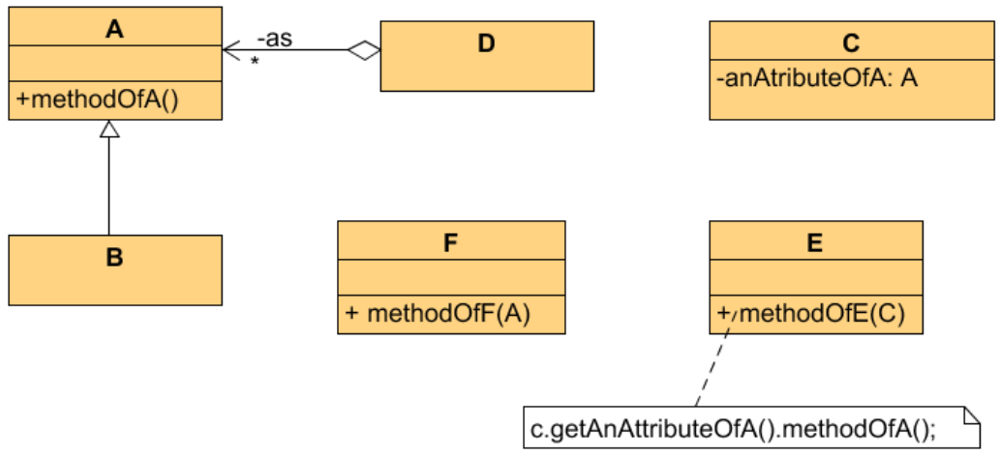 A
+methodOfA()
-as
*
D
C
-anAtributeOfA: A
B
F
+ methodOfF(A)
E
+ methodOfE(C)
c.getAnAttributeOfA().methodOfA();